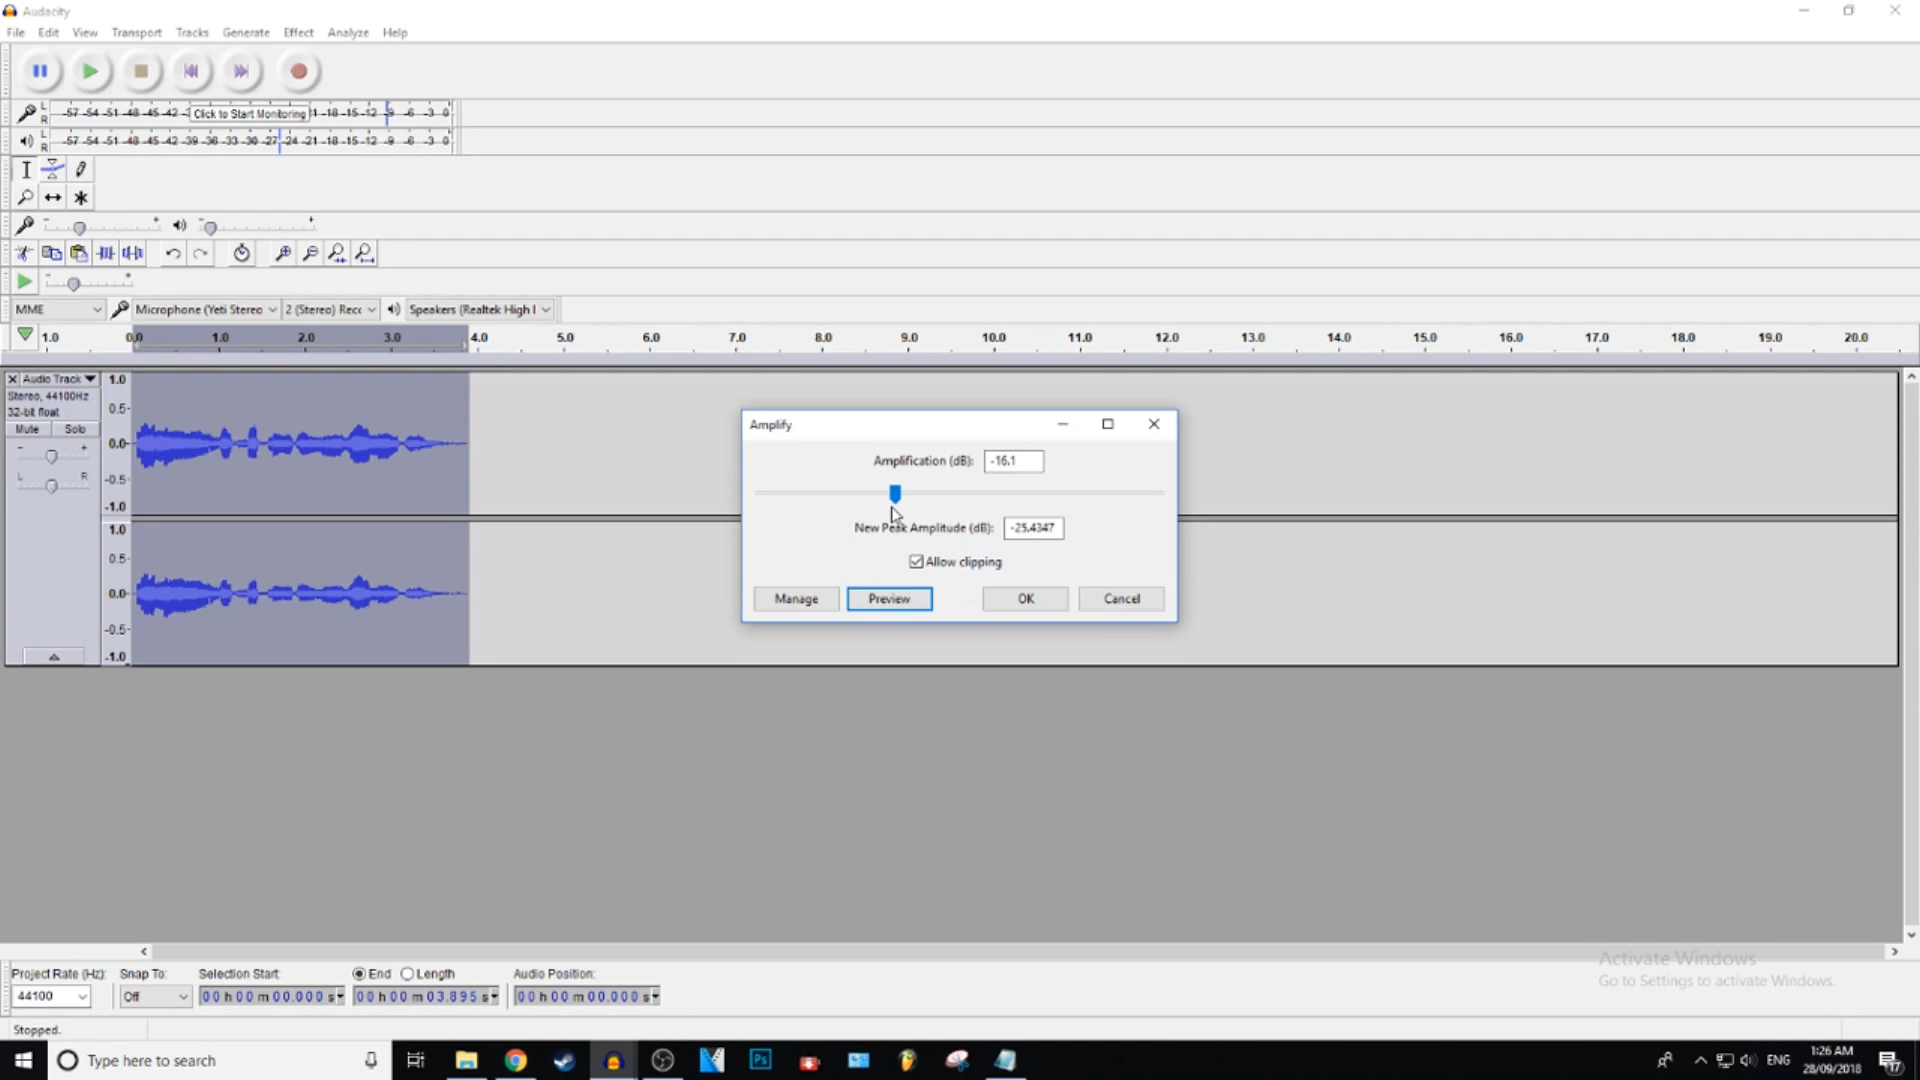 Audacity
File Edit View Transport Tracks Generate Effect Analyze Help
L R -57 -54 -51 -48 -45 -42 Click to Start Monitoring -18 -15 -12 -9 -6 -3 0
L R -57 -54 -51 -48 -45 -42 -39 -36 -33 -30 -27 -24 -21 -18 -15 -12 -9 -6 -3 0
MME Microphone (Yeti Stereo 2 (Stereo) Recc Speakers (Realtek High I
1.0 0.0 1.0 2.0 3.0 4.0 5.0 6.0 7.0 8.0 9.0 10.0 11.0 12.0 13.0 14.0 15.0 16.0 17.0 18.0 19.0 20.0
Audio Track 1.0
Stereo, 44100Hz
32-bit float 0.5
Mute Solo
0.0
L R -0.5
-1.0
1.0
0.5
0.0
-0.5
-1.0
Amplify
Amplification (dB): -16.1
New Peak Amplitude (dB): -25.4347
Allow clipping
Manage Preview OK Cancel
Activate Windows
Go to Settings to activate Windows.
Project Rate (Hz): Snap To: Selection Start: End Length Audio Position:
44100 Off 00 h 00 m 00.000 s 00 h 00 m 03.895 s 00 h 00 m 00.000 s
Stopped.
Type here to search Ps ENG 1:26 AM
28/09/2018 17